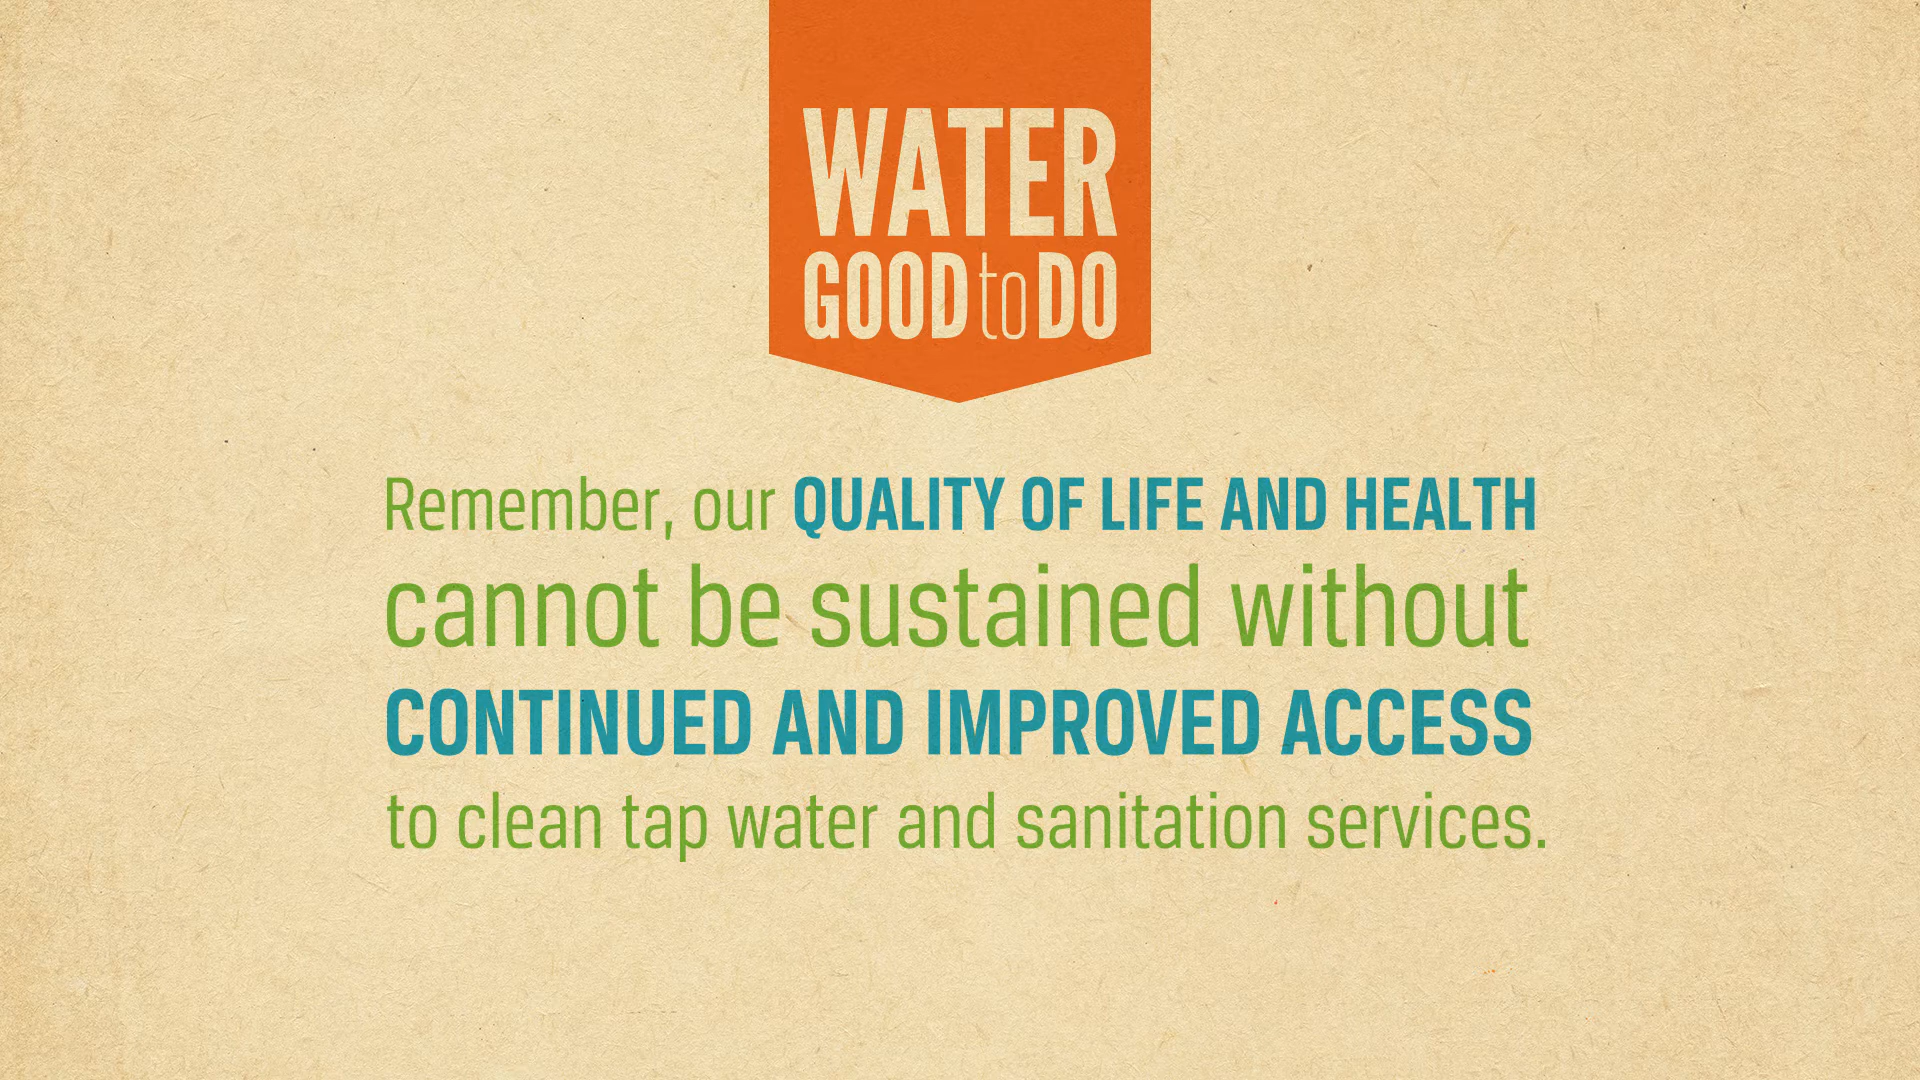 WATER
GOOD to DO
Remember, our QUALITY OF LIFE AND HEALTH
cannot be sustained without
CONTINUED AND IMPROVED ACCESS
to clean tap water and sanitation services.